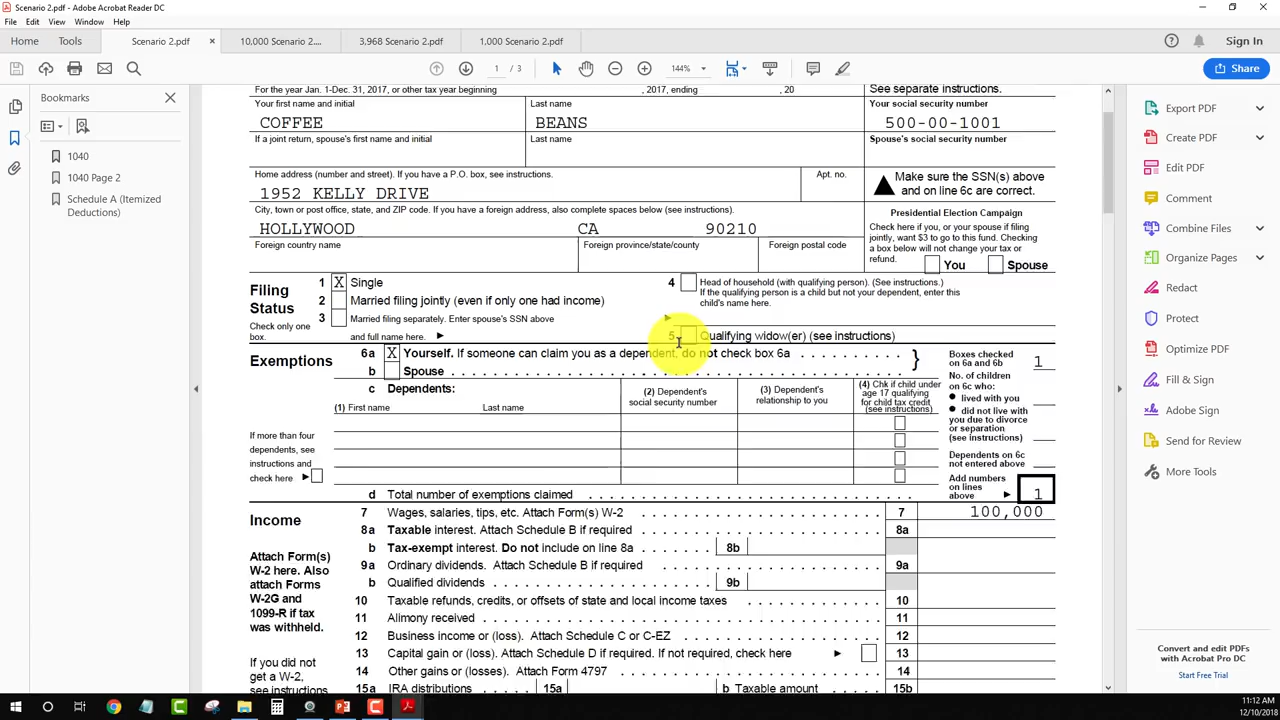 Scenario 2.pdf - Adobe Acrobat Reader DC
File Edit View Window Help
Home Tools Scenario 2.pdf × 10,000 Scenario 2.... 3,968 Scenario 2.pdf 1,000 Scenario 2.pdf Sign In
1 / 3 144% Share
Bookmarks
1040
1040 Page 2
Schedule A (Itemized
Deductions)
For the year Jan. 1-Dec. 31, 2017, or other tax year beginning , 2017, ending , 20 See separate instructions.
Your first name and initial Last name Your social security number
COFFEE BEANS 500-00-1001
If a joint return, spouse's first name and initial Last name Spouse's social security number
Home address (number and street). If you have a P.O. box, see instructions. Apt. no.
1952 KELLY DRIVE
Make sure the SSN(s) above
and on line 6c are correct.
City, town or post office, state, and ZIP code. If you have a foreign address, also complete spaces below (see instructions).
HOLLYWOOD CA 90210
Foreign country name Foreign province/state/county Foreign postal code
Presidential Election Campaign
Check here if you, or your spouse if filing
jointly, want $3 to go to this fund. Checking
a box below will not change your tax or
refund. You Spouse
Filing
Status
Check only one
box.
1 X Single
2 Married filing jointly (even if only one had income)
3 Married filing separately. Enter spouse's SSN above
and full name here.
4 Head of household (with qualifying person). (See instructions.)
If the qualifying person is a child but not your dependent, enter this
child's name here.
5 Qualifying widow(er) (see instructions)
Exemptions
6a X Yourself. If someone can claim you as a dependent, do not check box 6a
b Spouse
c Dependents:
(1) First name Last name
(2) Dependent's
social security number
(3) Dependent's
relationship to you
(4) Chk if child under
age 17 qualifying
for child tax credit
(see instructions)
If more than four
dependents, see
instructions and
check here
d Total number of exemptions claimed
Boxes checked
on 6a and 6b 1
No. of children
on 6c who:
● lived with you
● did not live with
you due to divorce
or separation
(see instructions)
Dependents on 6c
not entered above
Add numbers
on lines
above 1
Income
Attach Form(s)
W-2 here. Also
attach Forms
W-2G and
1099-R if tax
was withheld.
If you did not
get a W-2,
see instructions
7 Wages, salaries, tips, etc. Attach Form(s) W-2 7 100,000
8a Taxable interest. Attach Schedule B if required 8a
b Tax-exempt interest. Do not include on line 8a 8b
9a Ordinary dividends. Attach Schedule B if required 9a
b Qualified dividends 9b
10 Taxable refunds, credits, or offsets of state and local income taxes 10
11 Alimony received 11
12 Business income or (loss). Attach Schedule C or C-EZ 12
13 Capital gain or (loss). Attach Schedule D if required. If not required, check here 13
14 Other gains or (losses). Attach Form 4797 14
15a IRA distributions 15a b Taxable amount 15b
Export PDF
Create PDF
Edit PDF
Comment
Combine Files
Organize Pages
Redact
Protect
Optimize PDF
Fill & Sign
Adobe Sign
Send for Review
More Tools
Convert and edit PDFs
with Acrobat Pro DC
Start Free Trial
11:12 AM
12/10/2018